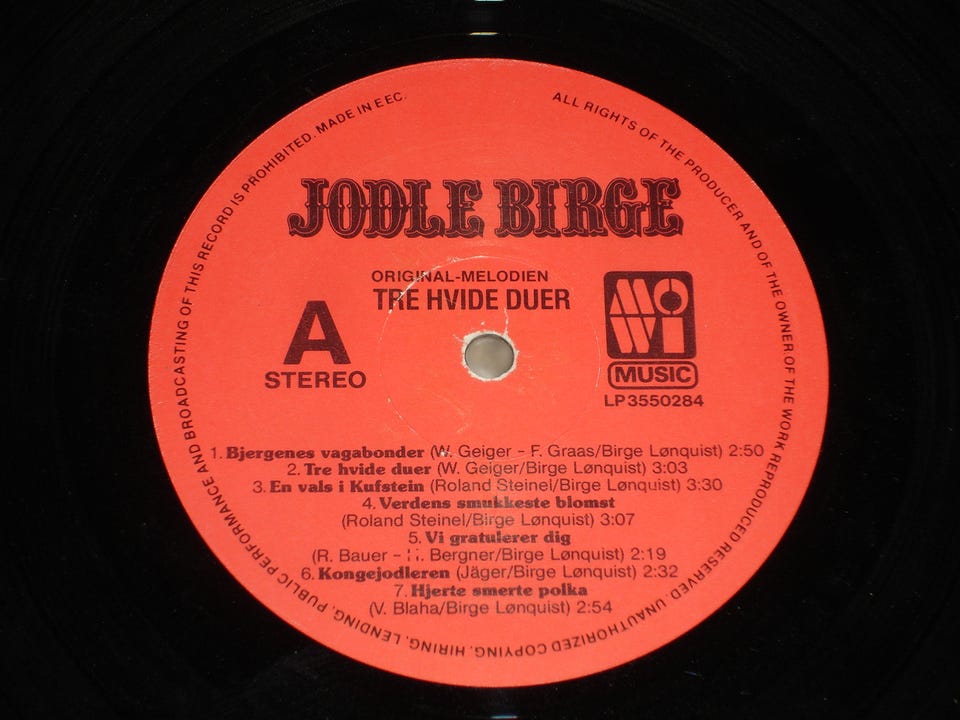 ALL RIGHTS OF THE PRODUCER AND OF THE OWNER OF THE WORK REPRODUCED RESERVED. UNAUTHORIZED COPYING, HIRING, LENDING, PUBLIC PERFORMANCE AND BROADCASTING OF THIS RECORD IS PROHIBITED. MADE IN EEC.
JODLE BIRGE
ORIGINAL-MELODIEN
TRE HVIDE DUER
A
STEREO
MOWI
MUSIC
LP3550284
1. Bjergenes vagabonder (W. Geiger - F. Graas/Birge Lønquist) 2:50
2. Tre hvide duer (W. Geiger/Birge Lønquist) 3:03
3. En vals i Kufstein (Roland Steinel/Birge Lønquist) 3:30
4. Verdens smukkeste blomst
(Roland Steinel/Birge Lønquist) 3:07
5. Vi gratulerer dig
(R. Bauer - Bergner/Birge Lønquist) 2:19
6. Kongejodleren (Jäger/Birge Lønquist) 2:32
7. Hjerte smerte polka
(V. Blaha/Birge Lønquist) 2:54